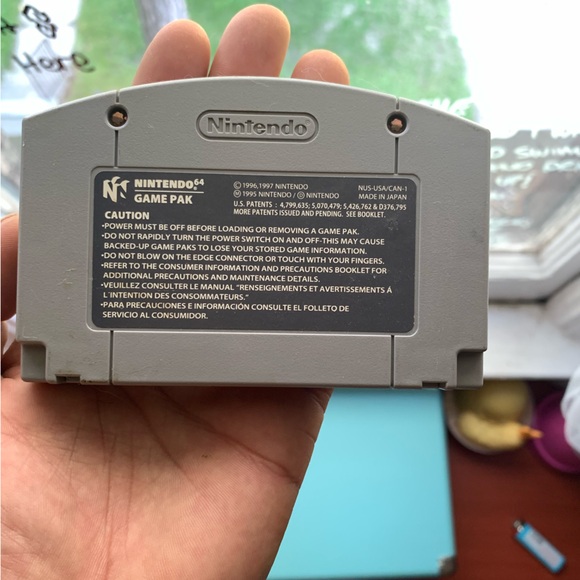 Hore
Nintendo
NINTENDO⁶⁴
GAME PAK
© 1996,1997 NINTENDO
Ⓜ 1995 NINTENDO / Ⓝ NINTENDO
NUS-USA/CAN-1
MADE IN JAPAN
U.S. PATENTS : 4,799,635; 5,070,479; 5,426,762 & D376,795
MORE PATENTS ISSUED AND PENDING. SEE BOOKLET.
CAUTION
•POWER MUST BE OFF BEFORE LOADING OR REMOVING A GAME PAK.
•DO NOT RAPIDLY TURN THE POWER SWITCH ON AND OFF-THIS MAY CAUSE
BACKED-UP GAME PAKS TO LOSE YOUR STORED GAME INFORMATION.
•DO NOT BLOW ON THE EDGE CONNECTOR OR TOUCH WITH YOUR FINGERS.
•REFER TO THE CONSUMER INFORMATION AND PRECAUTIONS BOOKLET FOR
ADDITIONAL PRECAUTIONS AND MAINTENANCE DETAILS.
•VEUILLEZ CONSULTER LE MANUAL "RENSEIGNEMENTS ET AVERTISSEMENTS À
L'INTENTION DES CONSOMMATEURS."
•PARA PRECAUCIONES E INFORMACIÓN CONSULTE EL FOLLETO DE
SERVICIO AL CONSUMIDOR.